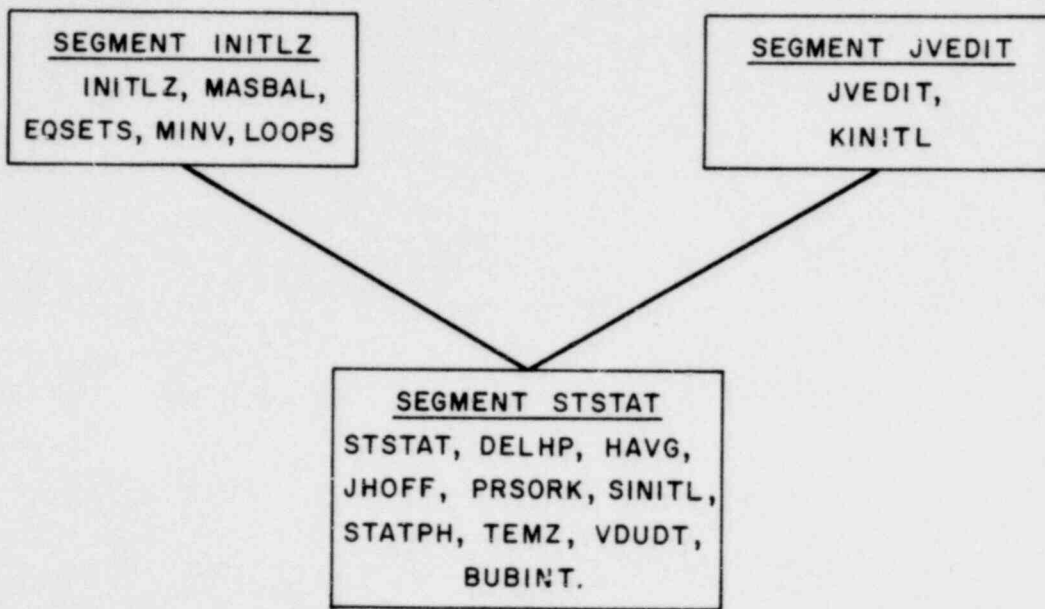 SEGMENT INITLZ
INITLZ, MASBAL,
EQSETS, MINV, LOOPS
SEGMENT JVEDIT
JVEDIT,
KINITL
SEGMENT STSTAT
STSTAT, DELHP, HAVG,
JHOFF, PRSORK, SINITL,
STATPH, TEMZ, VDUDT,
BUBINT.